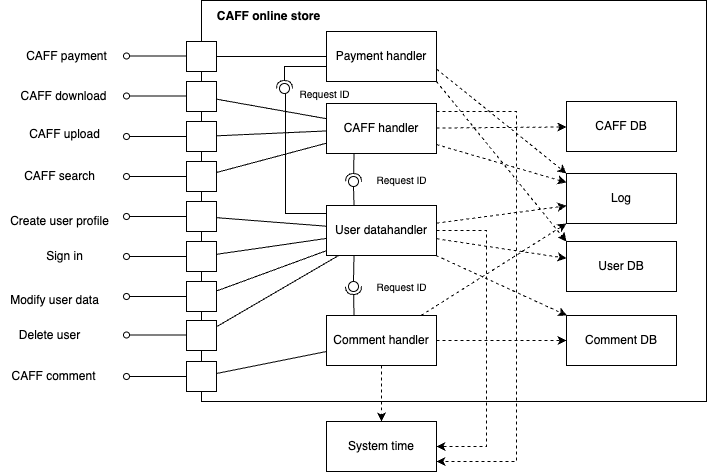 CAFF online store
CAFF payment
Payment handler
CAFF download
Request ID
CAFF handler
CAFF DB
CAFF upload
CAFF search
Request ID
Log
Create user profile
User datahandler
Sign in
User DB
Modify user data
Request ID
Delete user
Comment handler
Comment DB
CAFF comment
System time